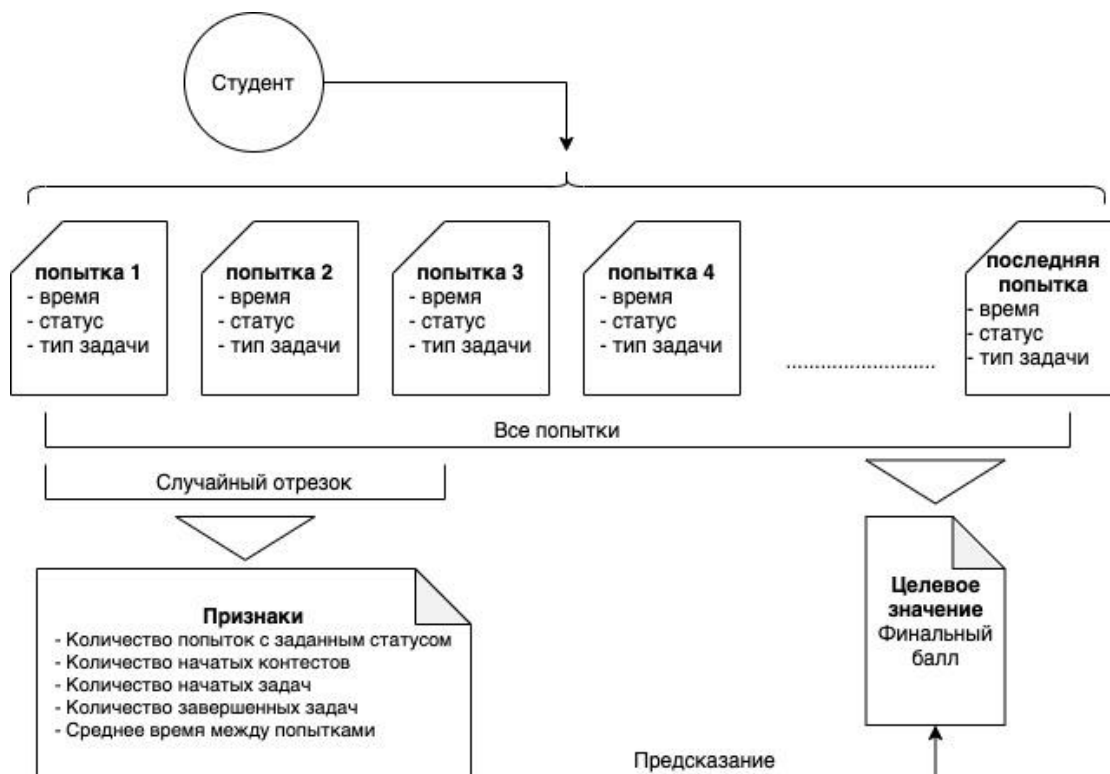 Студент
попытка 1
- время
- статус
- тип задачи
попытка 2
- время
- статус
- тип задачи
попытка 3
- время
- статус
- тип задачи
попытка 4
- время
- статус
- тип задачи
последняя
попытка
- время
- статус
- тип задачи
Все попытки
Случайный отрезок
Признаки
- Количество попыток с заданным статусом
- Количество начатых контестов
- Количество начатых задач
- Количество завершенных задач
- Среднее время между попытками
Целевое
значение
Финальный
балл
Предсказание